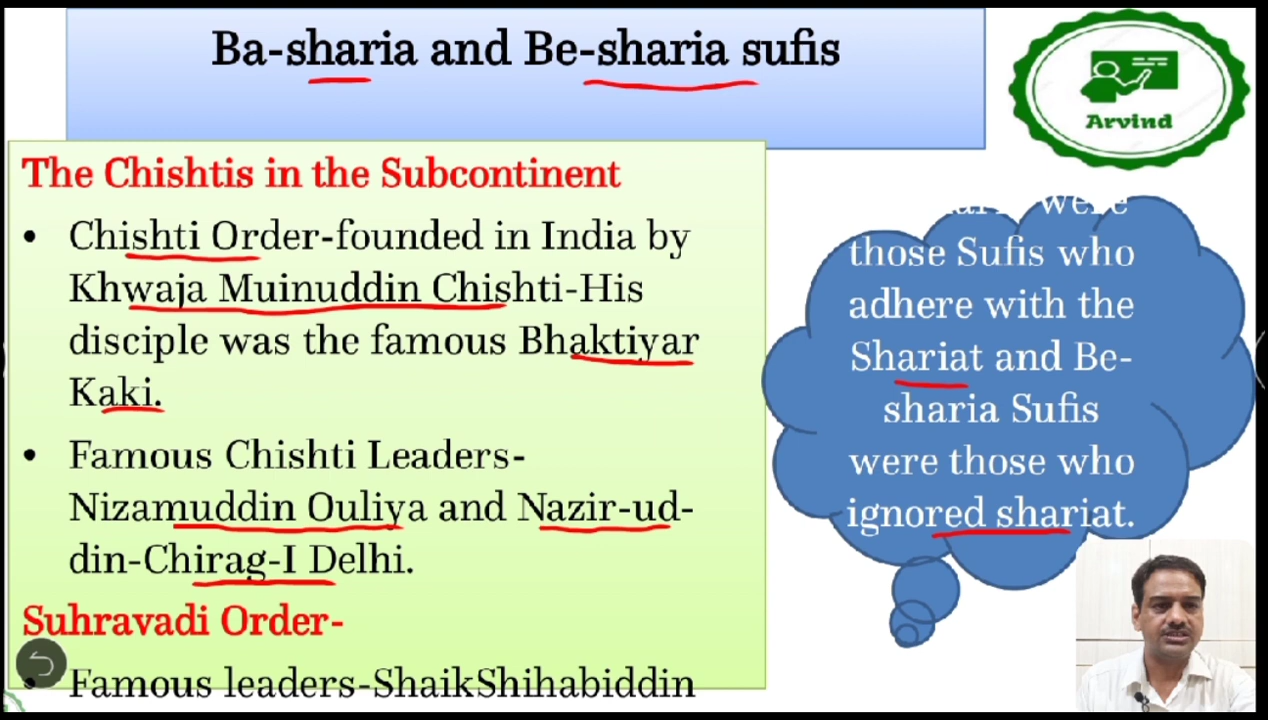 Ba-sharia and Be-sharia sufis
Arvind
The Chishtis in the Subcontinent
• Chishti Order-founded in India by
Khwaja Muinuddin Chishti-His
disciple was the famous Bhaktiyar
Kaki.
• Famous Chishti Leaders-
Nizamuddin Ouliya and Nazir-ud-
din-Chirag-I Delhi.
Suhravadi Order-
• Famous leaders-ShaikShihabiddin
were
those Sufis who
adhere with the
Shariat and Be-
sharia Sufis
were those who
ignored shariat.